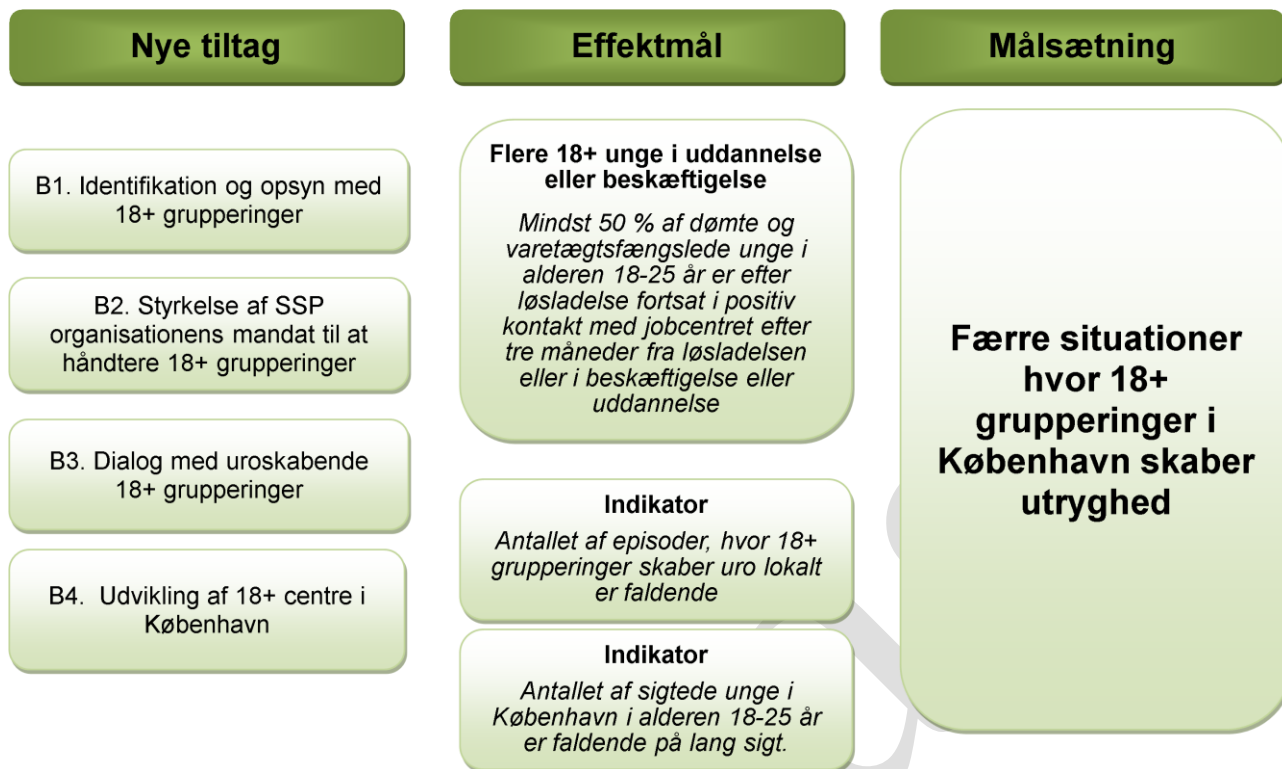 Nye tiltag
B1. Identifikation og opsyn med
18+ grupperinger
B2. Styrkelse af SSP
organisationens mandat til at
håndtere 18+ grupperinger
B3. Dialog med uroskabende
18+ grupperinger
B4.  Udvikling af 18+ centre i
København
Effektmål
Flere 18+ unge i uddannelse
eller beskæftigelse
Mindst 50 % af dømte og
varetægtsfængslede unge i
alderen 18-25 år er efter
løsladelse fortsat i positiv
kontakt med jobcentret efter
tre måneder fra løsladelsen
eller i beskæftigelse eller
uddannelse
Indikator
Antallet af episoder, hvor 18+
grupperinger skaber uro lokalt
er faldende
Indikator
Antallet af sigtede unge i
København i alderen 18-25 år
er faldende på lang sigt.
Målsætning
Færre situationer
hvor 18+
grupperinger i
København skaber
utryghed